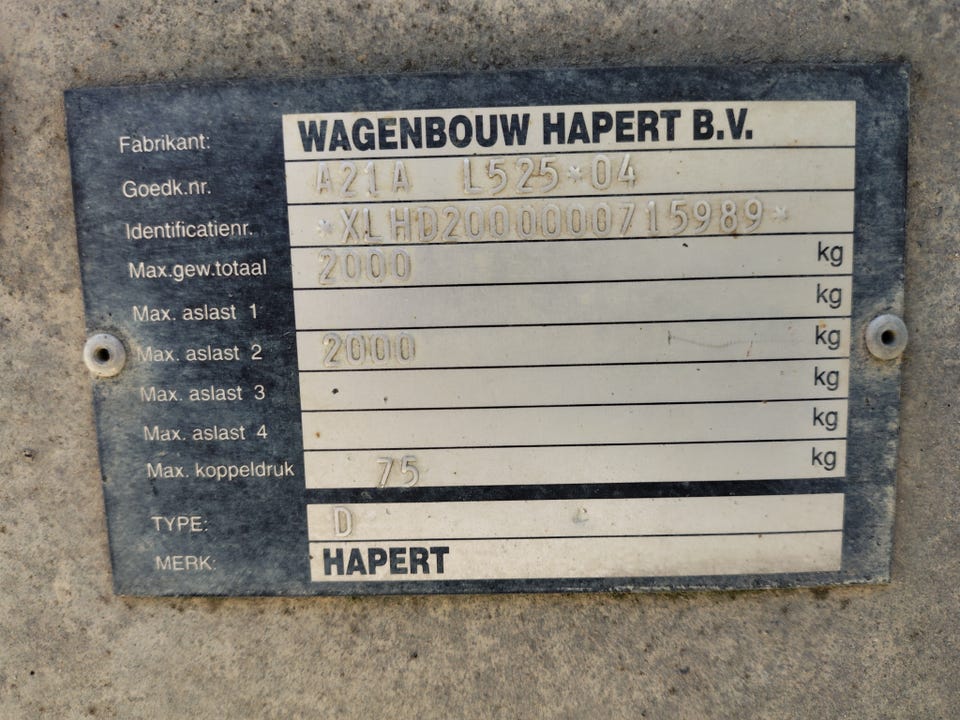 Fabrikant: WAGENBOUW HAPERT B.V.
Goedk.nr. A21A L525*04
Identificatienr. *XLHD2000000715989*
Max.gew.totaal 2000 kg
Max. aslast 1 kg
Max. aslast 2 2000 kg
Max. aslast 3 kg
Max. aslast 4 kg
Max. koppeldruk 75 kg
TYPE: D
MERK: HAPERT